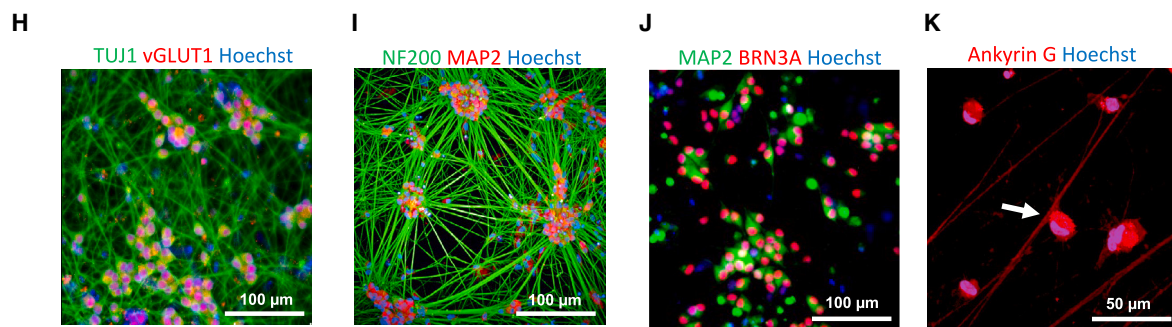 H
TUJ1 vGLUT1 Hoechst
100 µm
I
NF200 MAP2 Hoechst
100 µm
J
MAP2 BRN3A Hoechst
100 µm
K
Ankyrin G Hoechst
50 µm